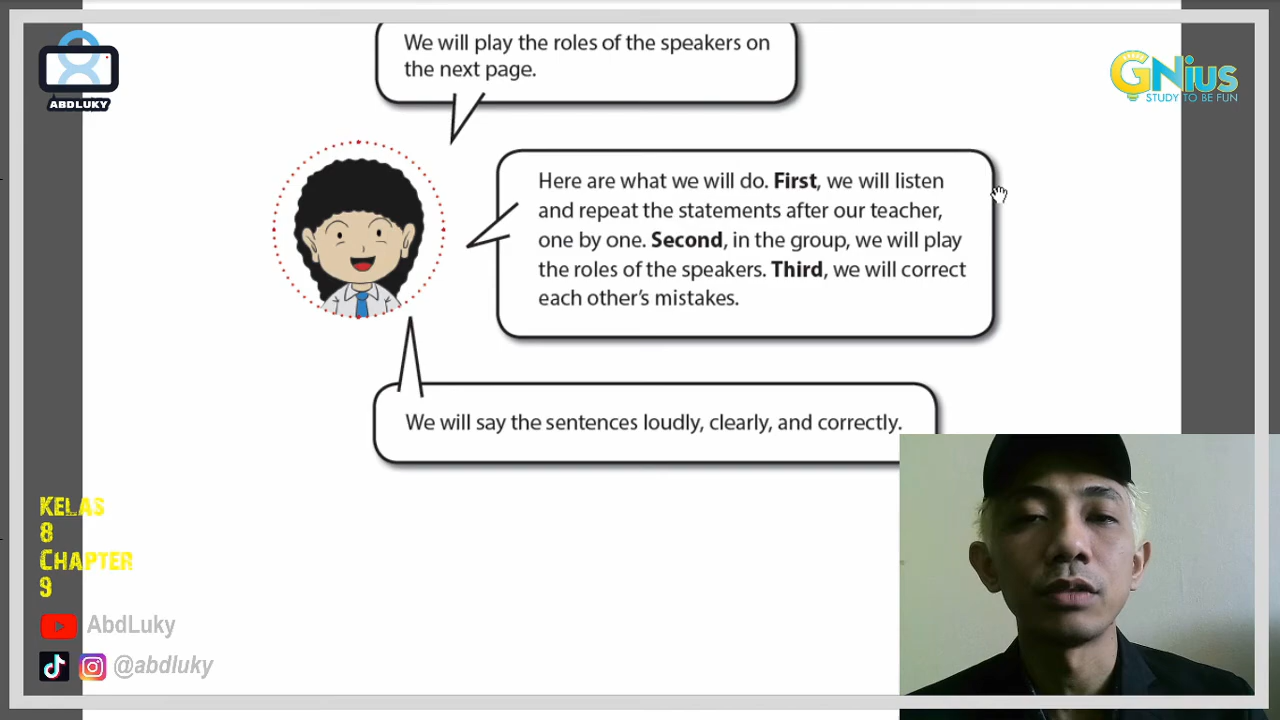 We will play the roles of the speakers on
the next page.
ABDLUKY
GNius
STUDY TO BE FUN
Here are what we will do. First, we will listen
and repeat the statements after our teacher,
one by one. Second, in the group, we will play
the roles of the speakers. Third, we will correct
each other's mistakes.
We will say the sentences loudly, clearly, and correctly.
KELAS
8
CHAPTER
9
AbdLuky
@abdluky